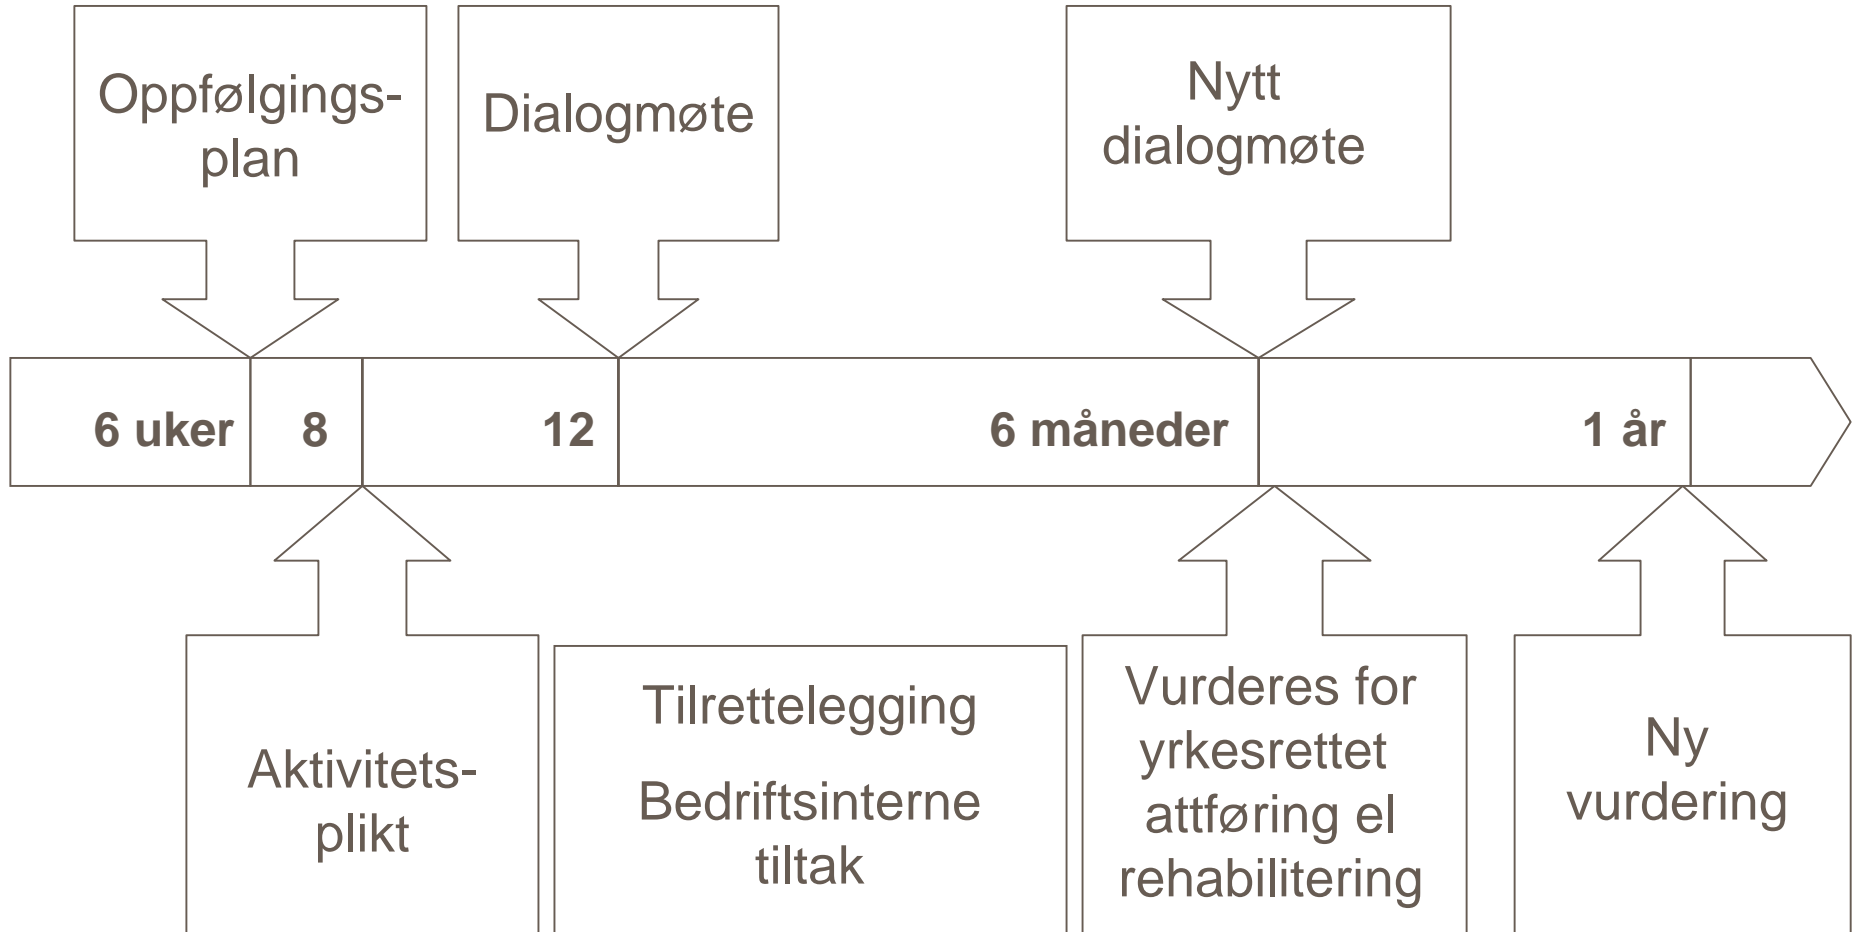 Oppfølgings-
plan
Dialogmøte
Nytt
dialogmøte
6 uker
8
12
6 måneder
1 år
Aktivitets-
plikt
Tilrettelegging
Bedriftsinterne
tiltak
Vurderes for
yrkesrettet
attføring el
rehabilitering
Ny
vurdering